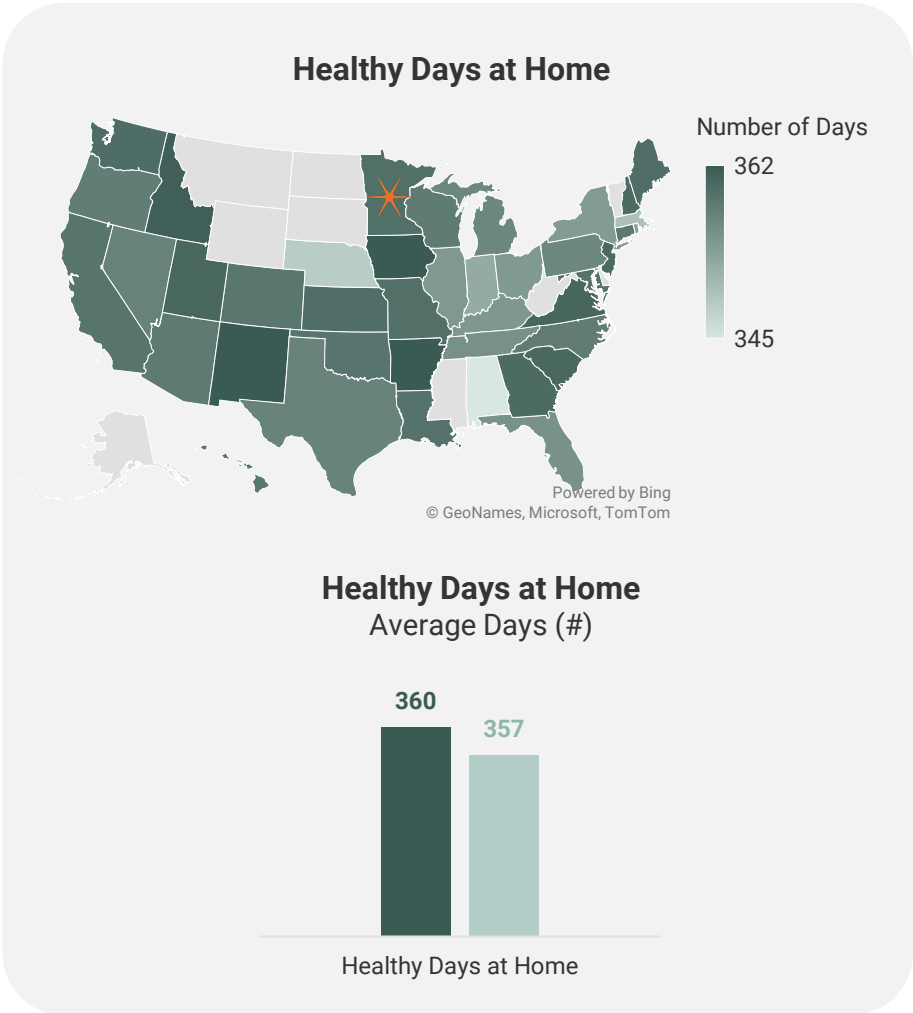 Healthy Days at Home
Number of Days
362
345
Powered by Bing
© GeoNames, Microsoft, TomTom
Healthy Days at Home
Average Days (#)
360
357
Healthy Days at Home